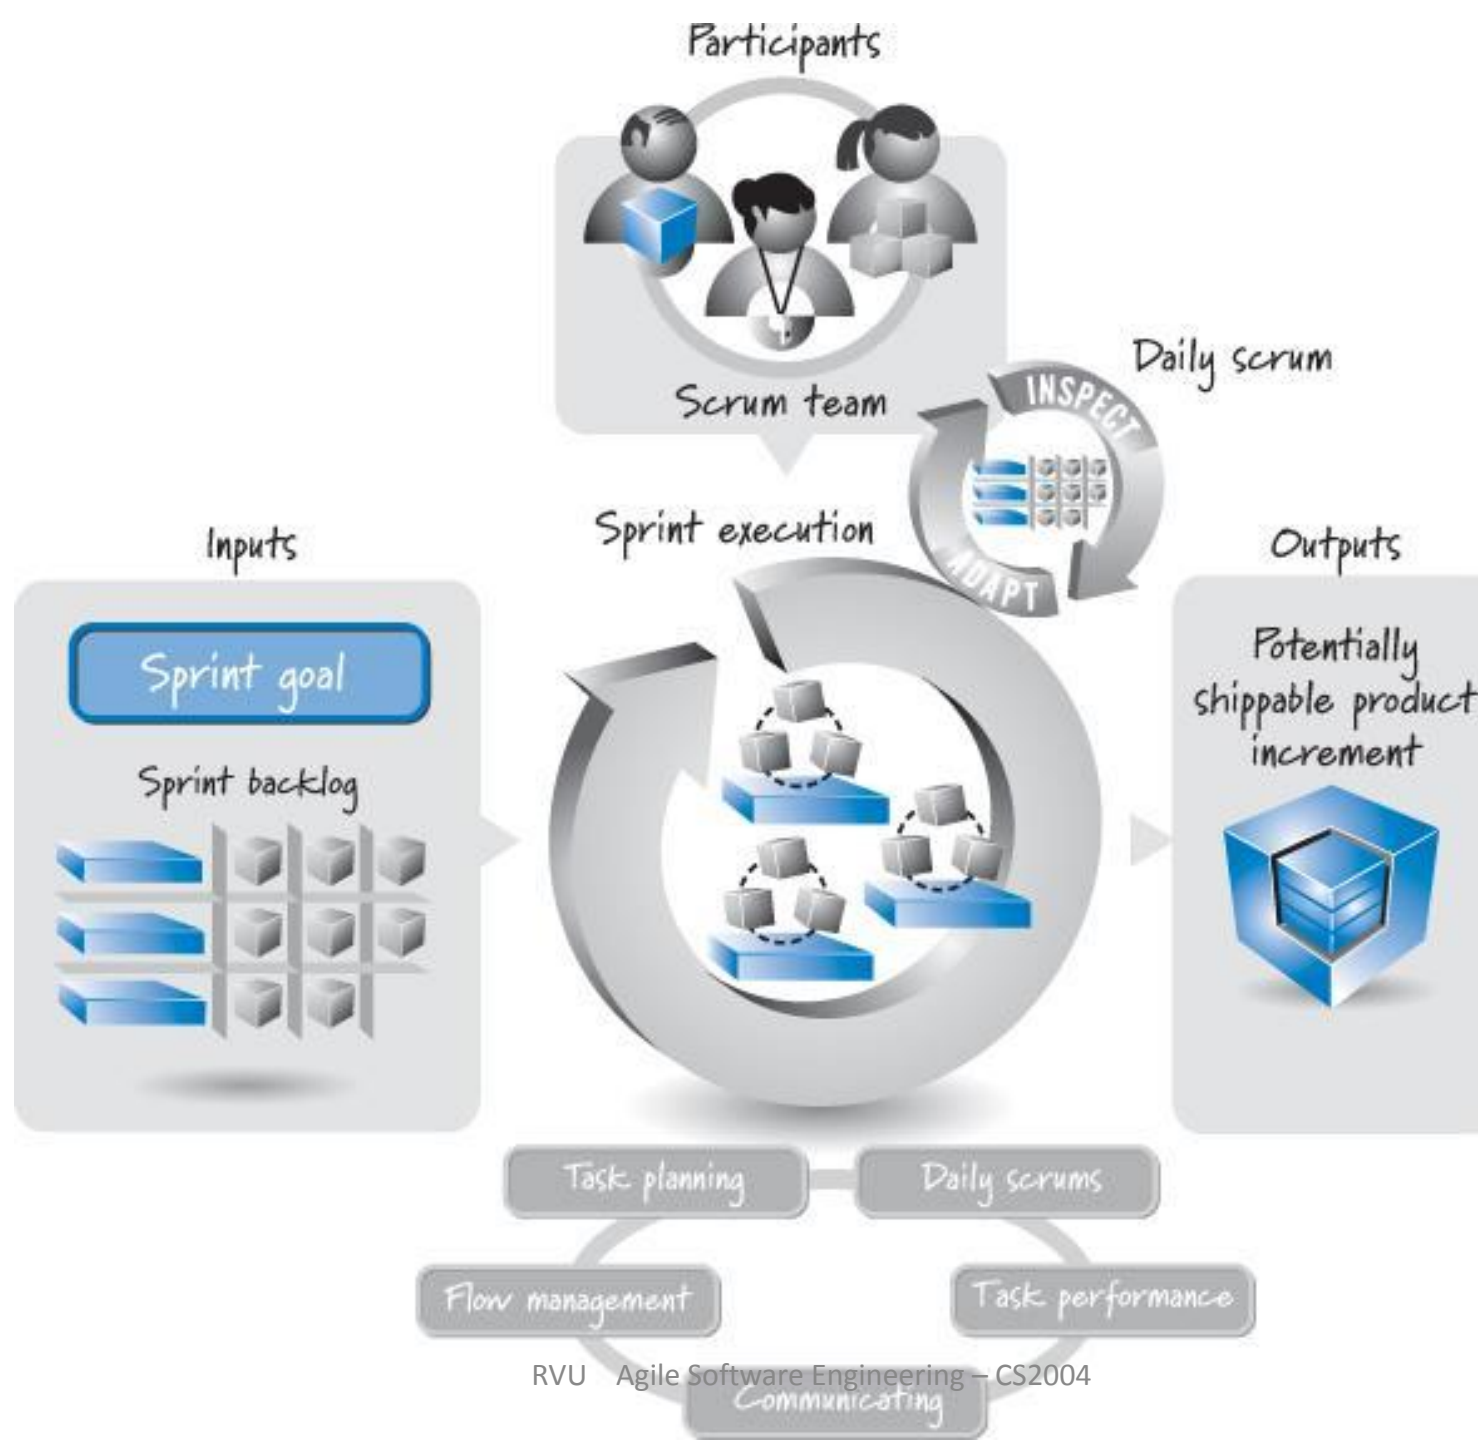 Participants
Scrum team
Daily scrum
INSPECT
ADAPT
Sprint execution
Inputs
Sprint goal
Sprint backlog
Outputs
Potentially
shippable product
increment
Task planning
Daily scrums
Flow management
Task performance
RVU Agile Software Engineering – CS2004
Communicating